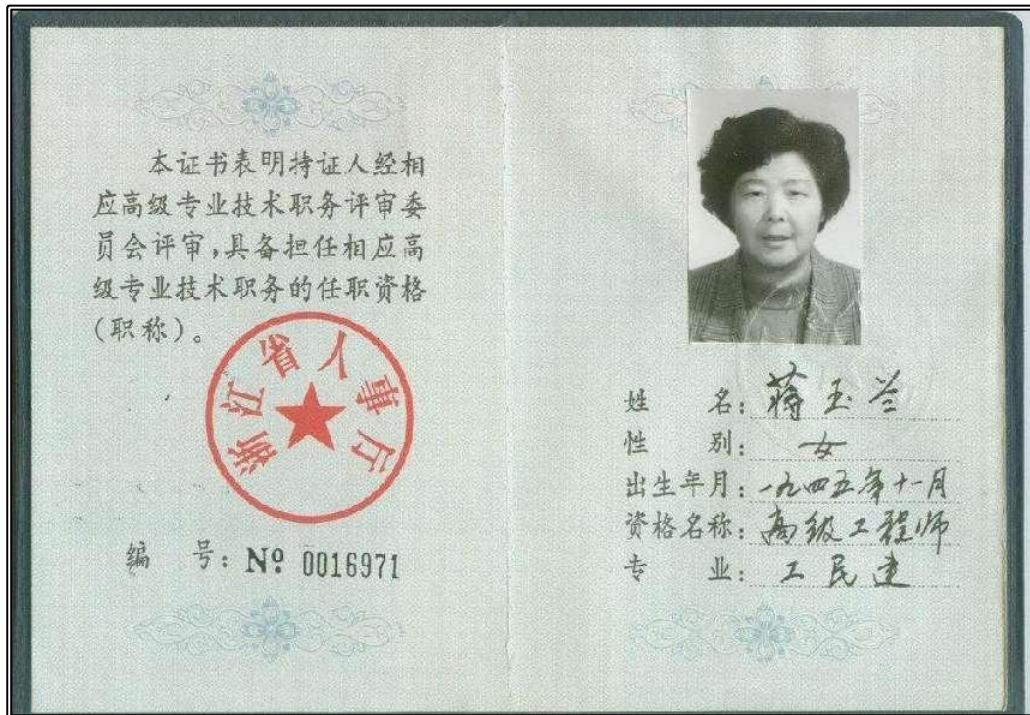 本证书表明持证人经相
应高级专业技术职务评审委
员会评审,具备担任相应高
级专业技术职务的任职资格
(职称)。
浙江省人事厅
编 号: Nº 0016971
姓 名: 蒋玉兰
性 别: 女
出生年月: 一九四五年十一月
资格名称: 高级工程师
专 业: 工民建